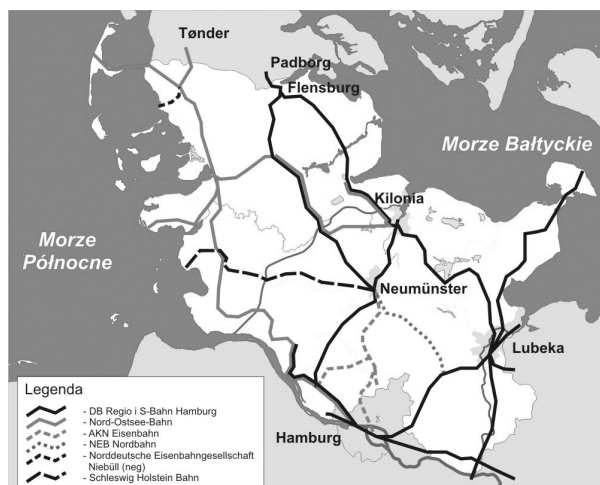 Tønder
Padborg
Flensburg
Morze Bałtyckie
Kilonia
Morze
Północne
Neumünster
Lubeka
Hamburg
Legenda
- DB Regio i S-Bahn Hamburg
- Nord-Ostsee-Bahn
- AKN Eisenbahn
- NEB Nordbahn
- Norddeutsche Eisenbahngesellschaft
Niebüll (neg)
- Schleswig Holstein Bahn